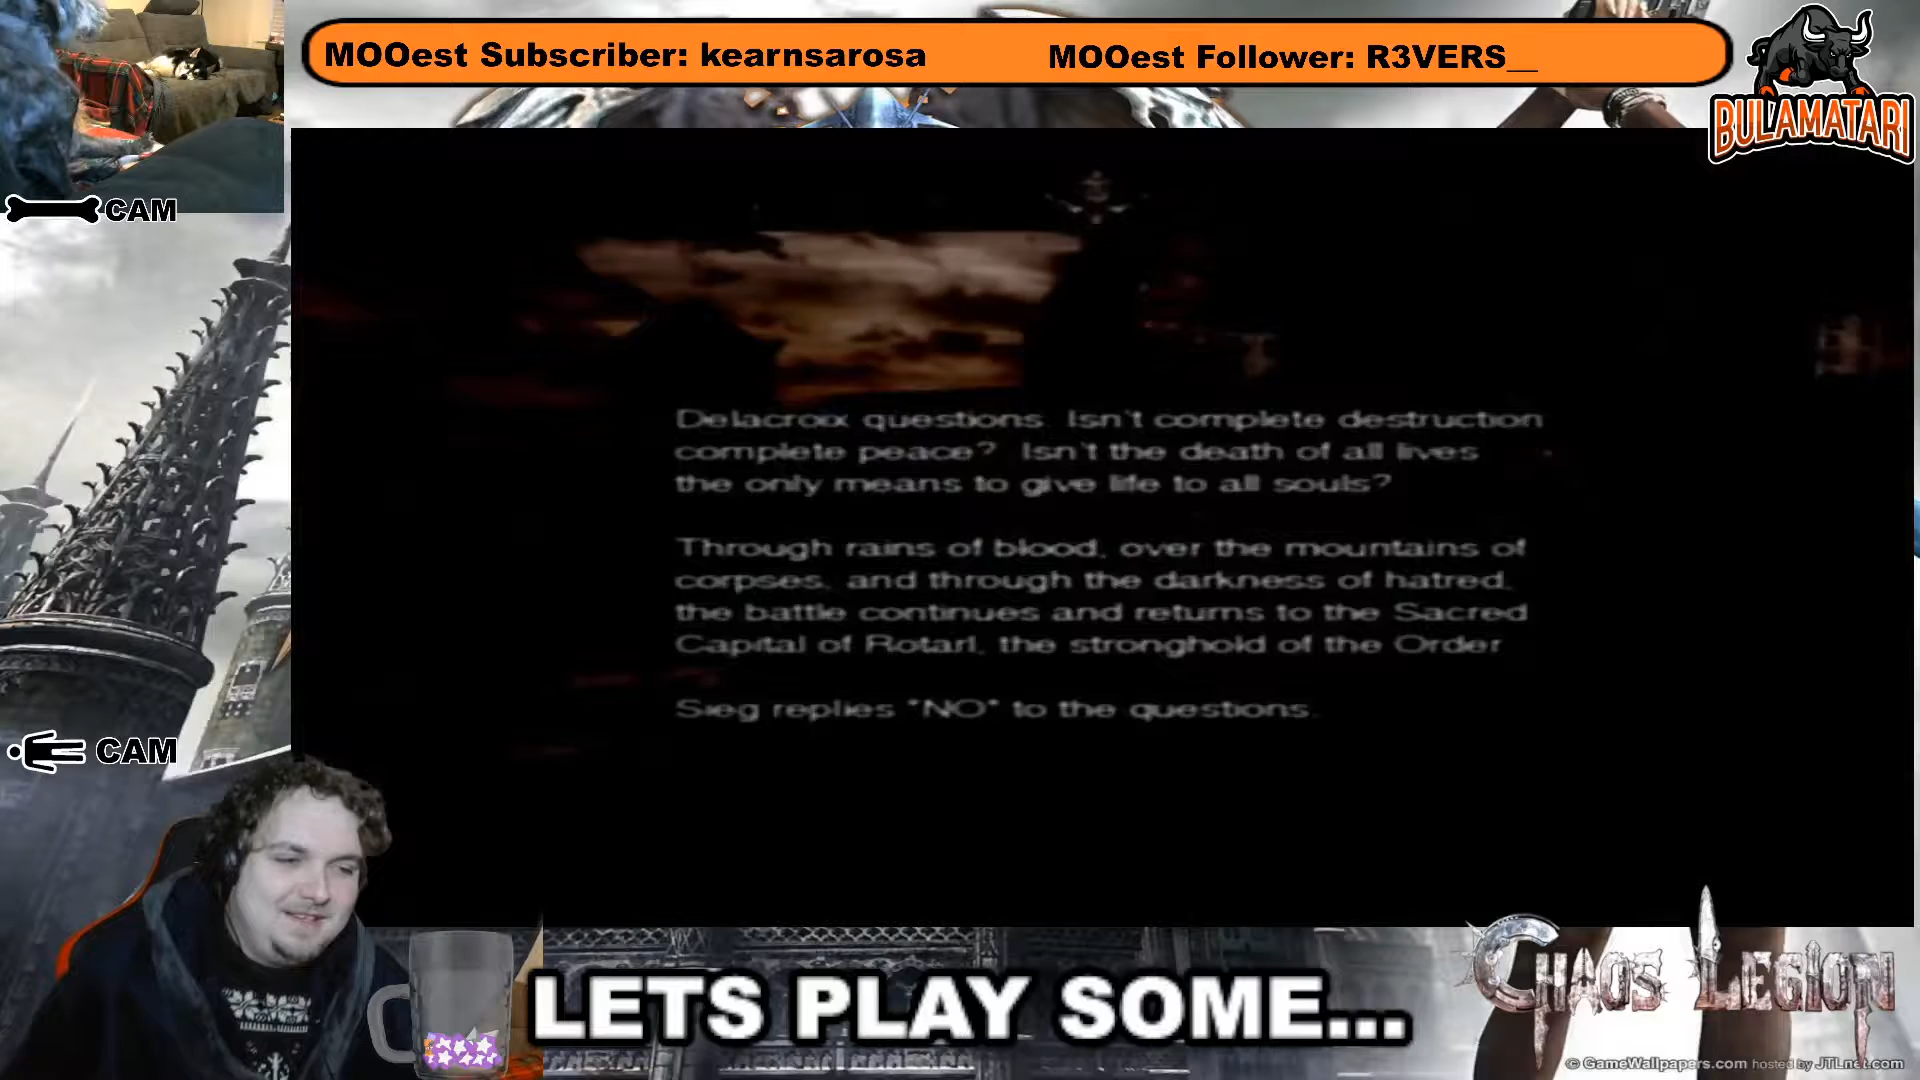 MOOest Subscriber: kearnsarosa
MOOest Follower: R3VERS__
BULAMATARI
CAM
Delacroix questions. Isn't complete destruction
complete peace? Isn't the death of all lives
the only means to give life to all souls?
Through rains of blood, over the mountains of
corpses, and through the darkness of hatred,
the battle continues and returns to the Sacred
Capital of Rotarl, the stronghold of the Order
Sieg replies "NO" to the questions.
CAM
LETS PLAY SOME...
CHAOS LEGION
© GameWallpapers.com hosted by JTLnet.com